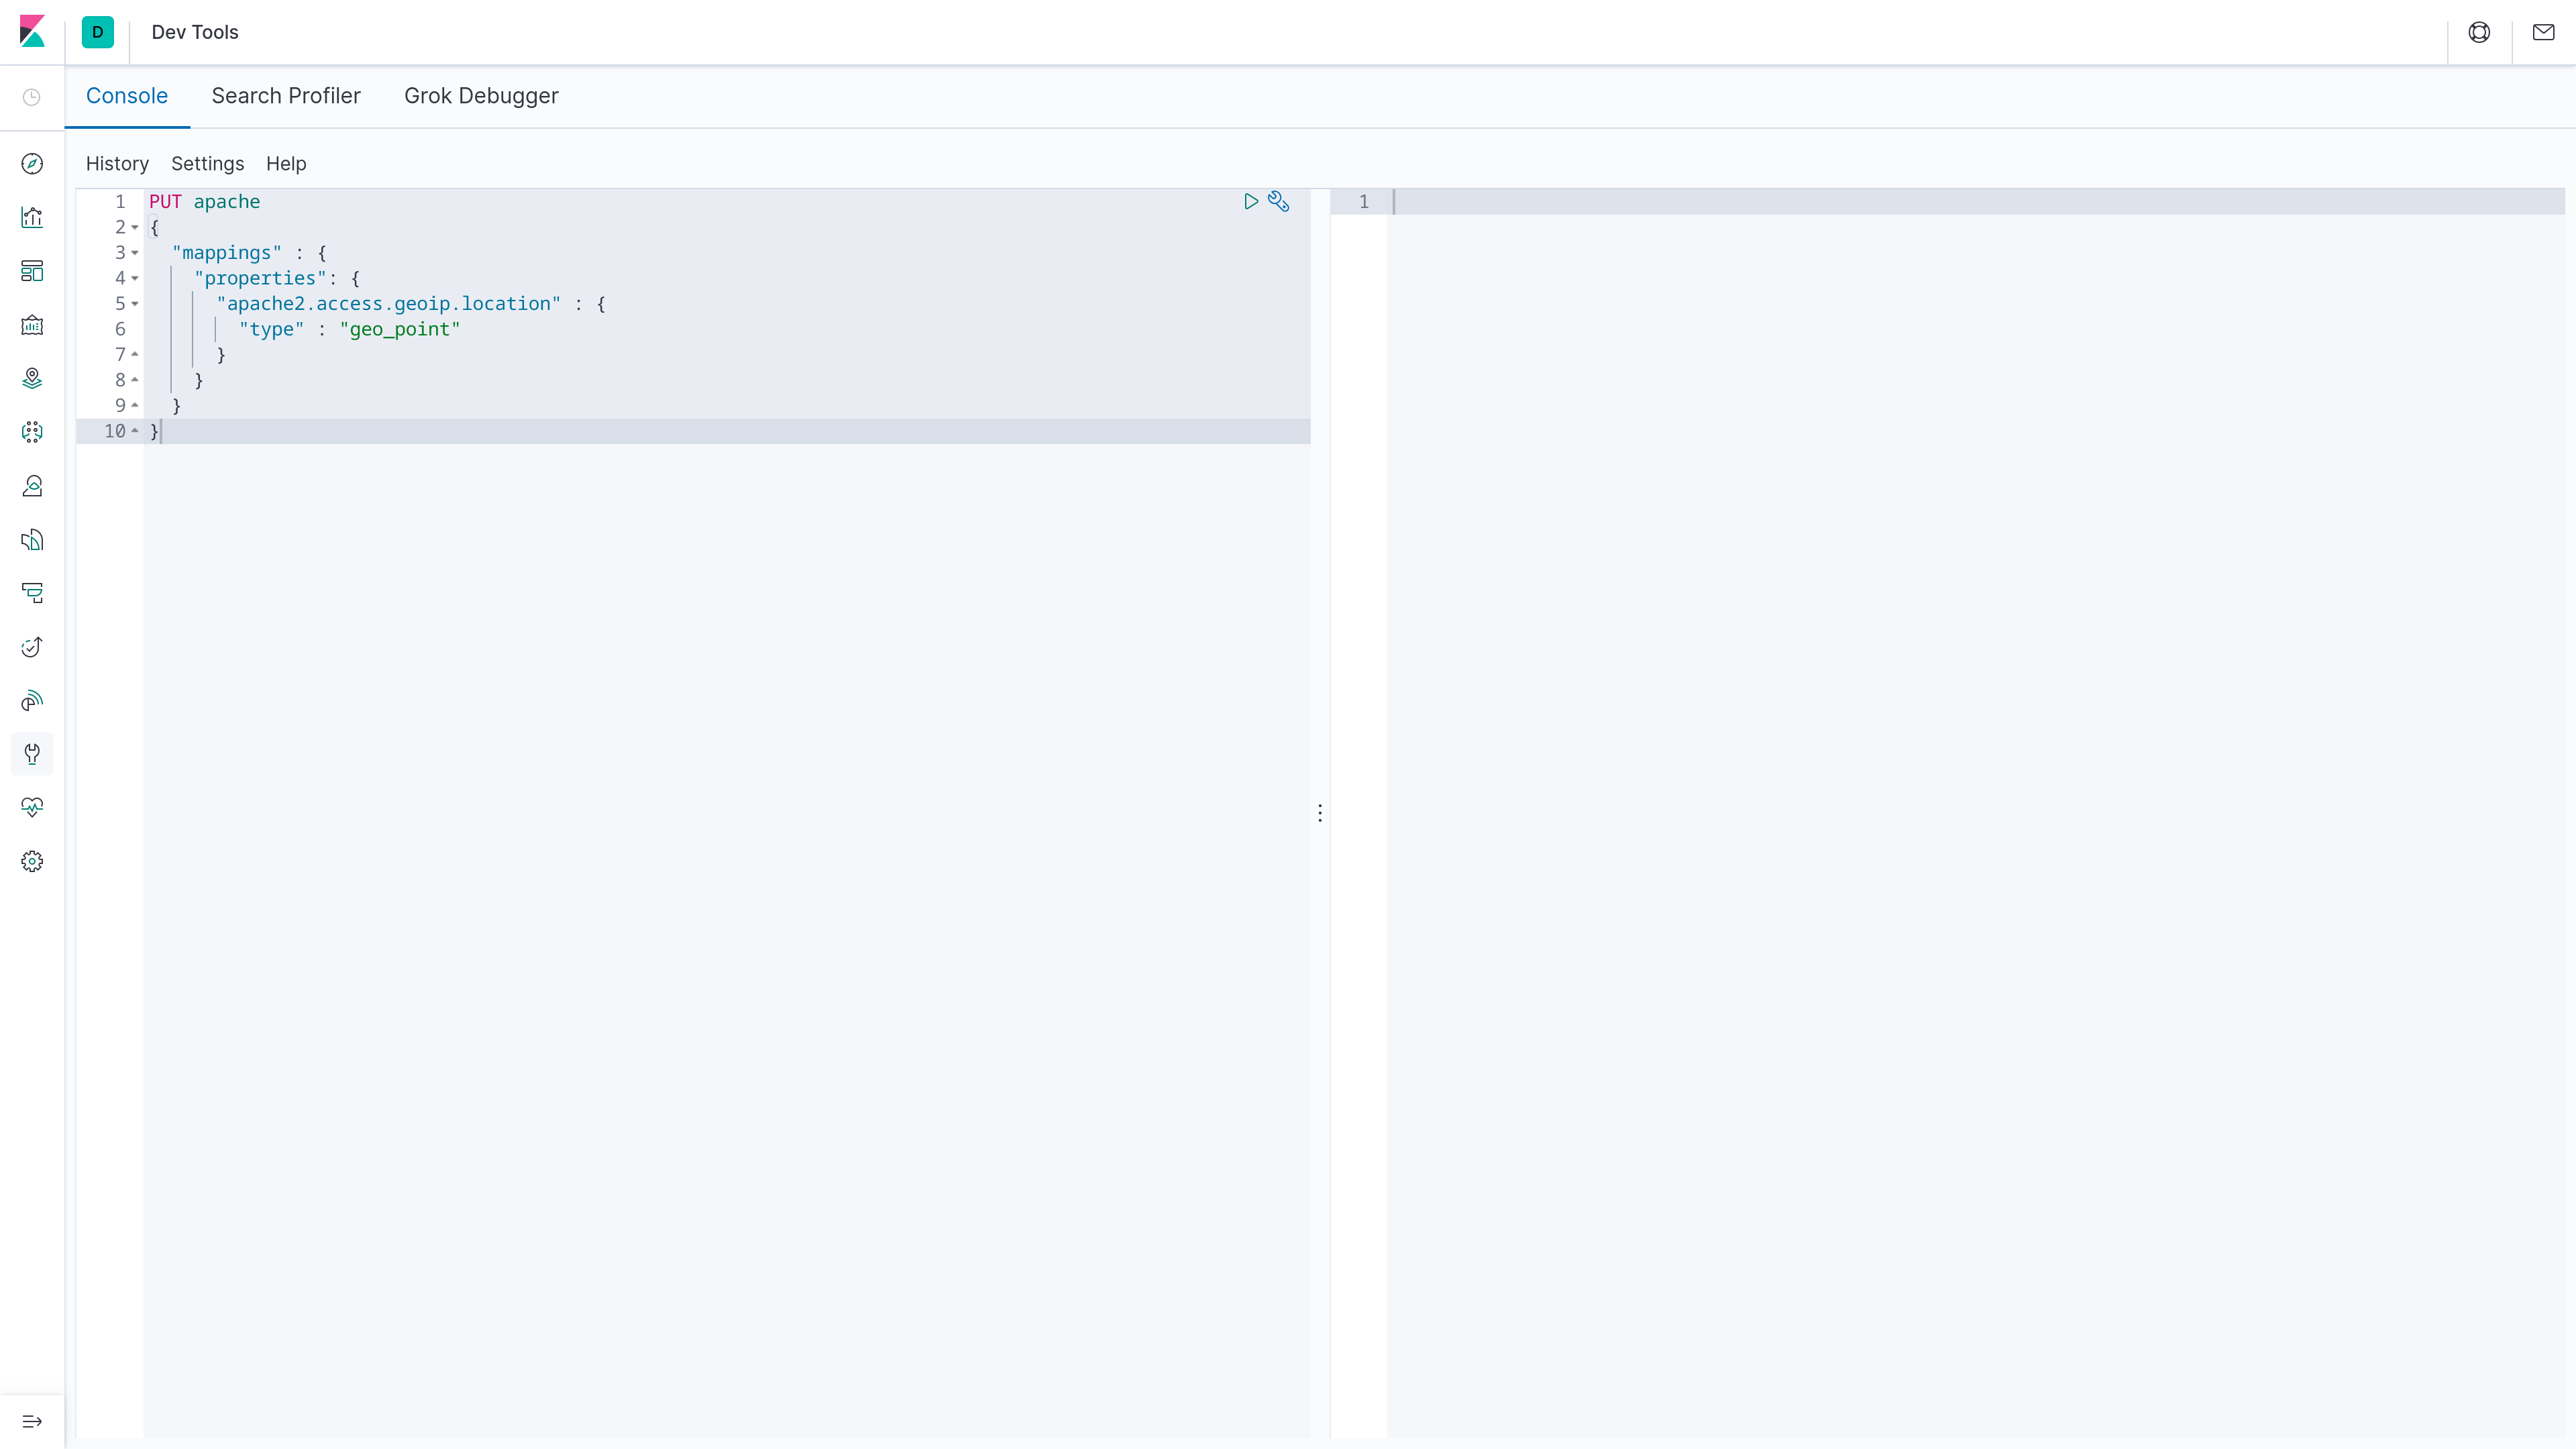 D Dev Tools
Console Search Profiler Grok Debugger
History Settings Help
1 PUT apache
2 {
3 "mappings" : {
4 "properties": {
5 "apache2.access.geoip.location" : {
6 "type" : "geo_point"
7 }
8 }
9 }
10 }
1